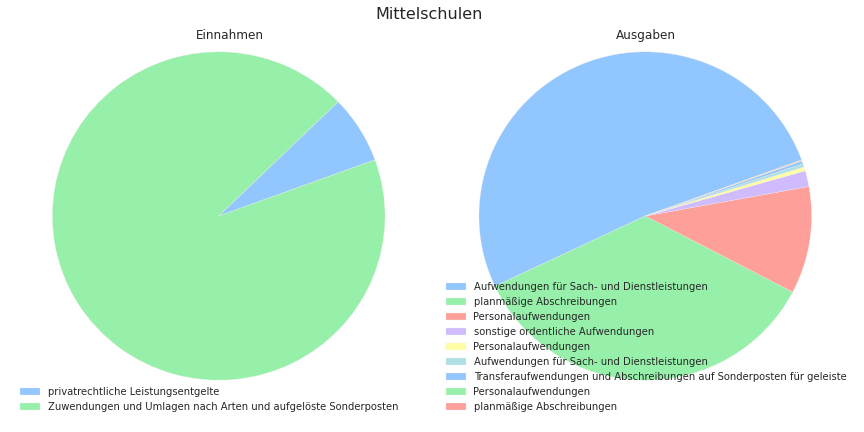 Mittelschulen
Einnahmen
privatrechtliche Leistungsentgelte
Zuwendungen und Umlagen nach Arten und aufgelöste Sonderposten
Ausgaben
Aufwendungen für Sach- und Dienstleistungen
planmäßige Abschreibungen
Personalaufwendungen
sonstige ordentliche Aufwendungen
Personalaufwendungen
Aufwendungen für Sach- und Dienstleistungen
Transferaufwendungen und Abschreibungen auf Sonderposten für geleiste
Personalaufwendungen
planmäßige Abschreibungen